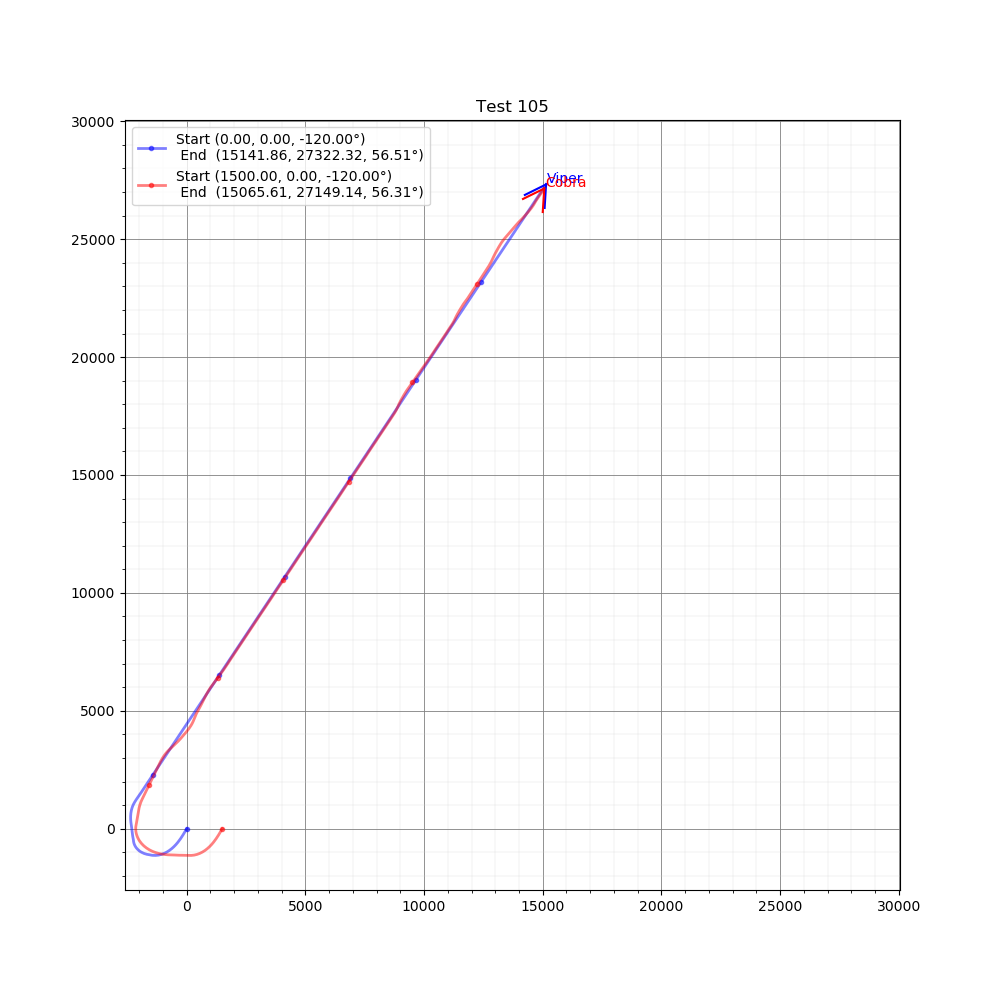 Test 105
Start (0.00, 0.00, -120.00°)
End (15141.86, 27322.32, 56.51°)
Start (1500.00, 0.00, -120.00°)
End (15065.61, 27149.14, 56.31°)
Viper
Cobra
30000
25000
20000
15000
10000
5000
0
0 5000 10000 15000 20000 25000 30000